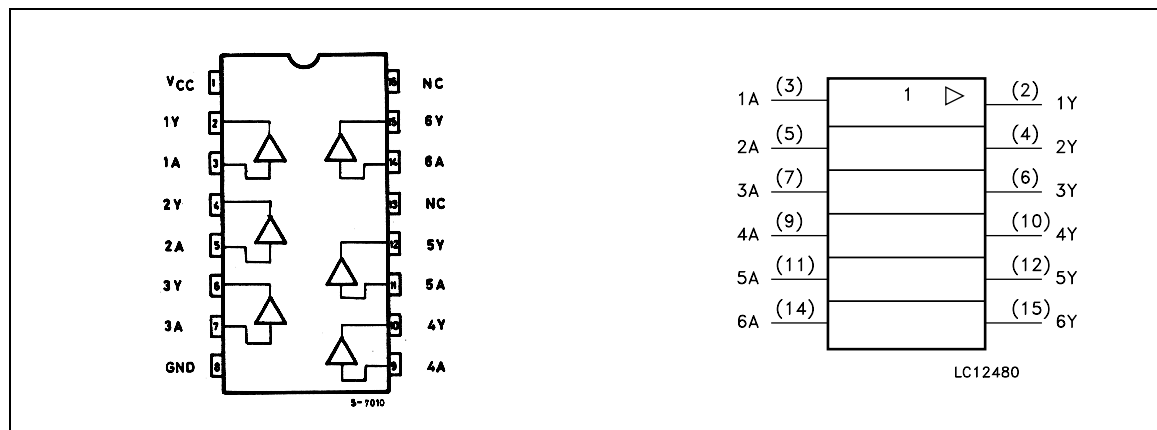 VCC 1 16 NC
1Y 2 15 6Y
1A 3 14 6A
2Y 4 13 NC
2A 5 12 5Y
3Y 6 11 5A
3A 7 10 4Y
GND 8 9 4A
S-7010
1A (3) 1 (2) 1Y
2A (5) (4) 2Y
3A (7) (6) 3Y
4A (9) (10) 4Y
5A (11) (12) 5Y
6A (14) (15) 6Y
LC12480